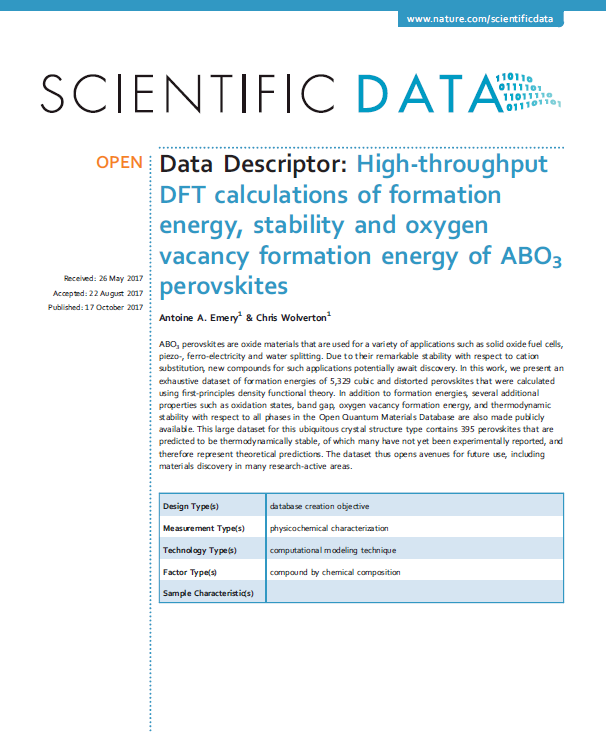 www.nature.com/scientificdata
SCIENTIFIC DATA
110110
0111101
11011110
011101101
OPEN
Data Descriptor: High-throughput
DFT calculations of formation
energy, stability and oxygen
vacancy formation energy of ABO₃
perovskites
Received: 26 May 2017
Accepted: 22 August 2017
Published: 17 October 2017
Antoine A. Emery¹ & Chris Wolverton¹
ABO₃ perovskites are oxide materials that are used for a variety of applications such as solid oxide fuel cells,
piezo-, ferro-electricity and water splitting. Due to their remarkable stability with respect to cation
substitution, new compounds for such applications potentially await discovery. In this work, we present an
exhaustive dataset of formation energies of 5,329 cubic and distorted perovskites that were calculated
using first-principles density functional theory. In addition to formation energies, several additional
properties such as oxidation states, band gap, oxygen vacancy formation energy, and thermodynamic
stability with respect to all phases in the Open Quantum Materials Database are also made publicly
available. This large dataset for this ubiquitous crystal structure type contains 395 perovskites that are
predicted to be thermodynamically stable, of which many have not yet been experimentally reported, and
therefore represent theoretical predictions. The dataset thus opens avenues for future use, including
materials discovery in many research-active areas.
Design Type(s) database creation objective
Measurement Type(s) physicochemical characterization
Technology Type(s) computational modeling technique
Factor Type(s) compound by chemical composition
Sample Characteristic(s)